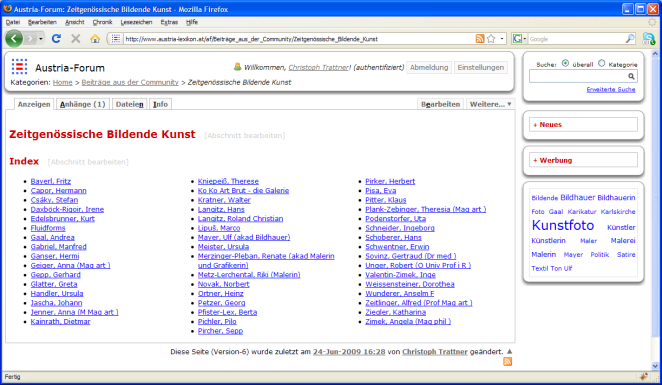 Austria-Forum: Zeitgenössische Bildende Kunst - Mozilla Firefox
Datei Bearbeiten Ansicht Chronik Lesezeichen Extras Hilfe
http://www.austria-lexikon.at/af/Beiträge_aus_der_Community/Zeitgenössische_Bildende_Kunst
Google
Austria-Forum
Willkommen, Christoph Trattner! (authentifiziert) Abmeldung Einstellungen
Kategorien: Home > Beiträge aus der Community > Zeitgenössische Bildende Kunst
Suche: überall Kategorie
Erweiterte Suche
Anzeigen Anhänge (1) Dateien Info Bearbeiten Weitere...
Zeitgenössische Bildende Kunst [Abschnitt bearbeiten]
Index [Abschnitt bearbeiten]
Bayerl, Fritz
Capor, Hermann
Csáky, Stefan
Daxböck-Rigoir, Irene
Edelsbrunner, Kurt
Fluidforms
Gaal, Andrea
Gabriel, Manfred
Ganser, Hermi
Geiger, Anna (Mag art )
Gepp, Gerhard
Glatter, Greta
Handler, Ursula
Jascha, Johann
Jenner, Anna (M Mag art )
Kainrath, Dietmar
Kniepeiß, Therese
Ko Ko Art Brut - die Galerie
Kratner, Walter
Langitz, Hans
Langitz, Roland Christian
Lipuš, Marco
Mayer, Ulf (akad Bildhauer)
Meister, Ursula
Merzinger-Pleban, Renate (akad Malerin
und Grafikerin)
Metz-Lerchental, Riki (Malerin)
Novak, Norbert
Ortner, Heinz
Petzer, Georg
Pfister-Lex, Berta
Pichler, Pilo
Pircher, Sepp
Pirker, Herbert
Pisa, Eva
Pitter, Klaus
Plank-Zebinger, Theresia (Mag art )
Podenstorfer, Uta
Schneider, Ingeborg
Schoberer, Hans
Schwentner, Erwin
Sovinz, Gertraud (Dr med )
Unger, Robert (O Univ Prof i R )
Valentin-Zimek, Inge
Weissensteiner, Dorothea
Wunderer, Anselm F
Zeitlinger, Alfred (Prof Mag art )
Ziegler, Katharina
Zimek, Angela (Mag phil )
+ Neues
+ Werbung
Bildende Bildhauer Bildhauerin
Foto Gaal Karikatur Karlskirche
Kunstfoto Künstler
Künstlerin Maler Malerei
Malerin Mayer Politik Satire
Textil Ton Ulf
Diese Seite (Version-6) wurde zuletzt am 24-Jun-2009 16:28 von Christoph Trattner geändert.
Fertig